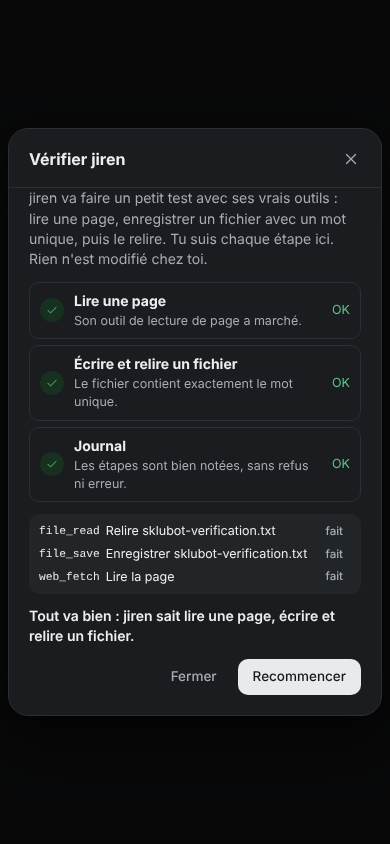 Vérifier jiren
jiren va faire un petit test avec ses vrais outils :
lire une page, enregistrer un fichier avec un mot
unique, puis le relire. Tu suis chaque étape ici.
Rien n'est modifié chez toi.
Lire une page
Son outil de lecture de page a marché.
OK
Écrire et relire un fichier
Le fichier contient exactement le mot
unique.
OK
Journal
Les étapes sont bien notées, sans refus
ni erreur.
OK
file_read Relire sklubot-verification.txt fait
file_save Enregistrer sklubot-verification.txt fait
web_fetch Lire la page fait
Tout va bien : jiren sait lire une page, écrire et
relire un fichier.
Fermer Recommencer